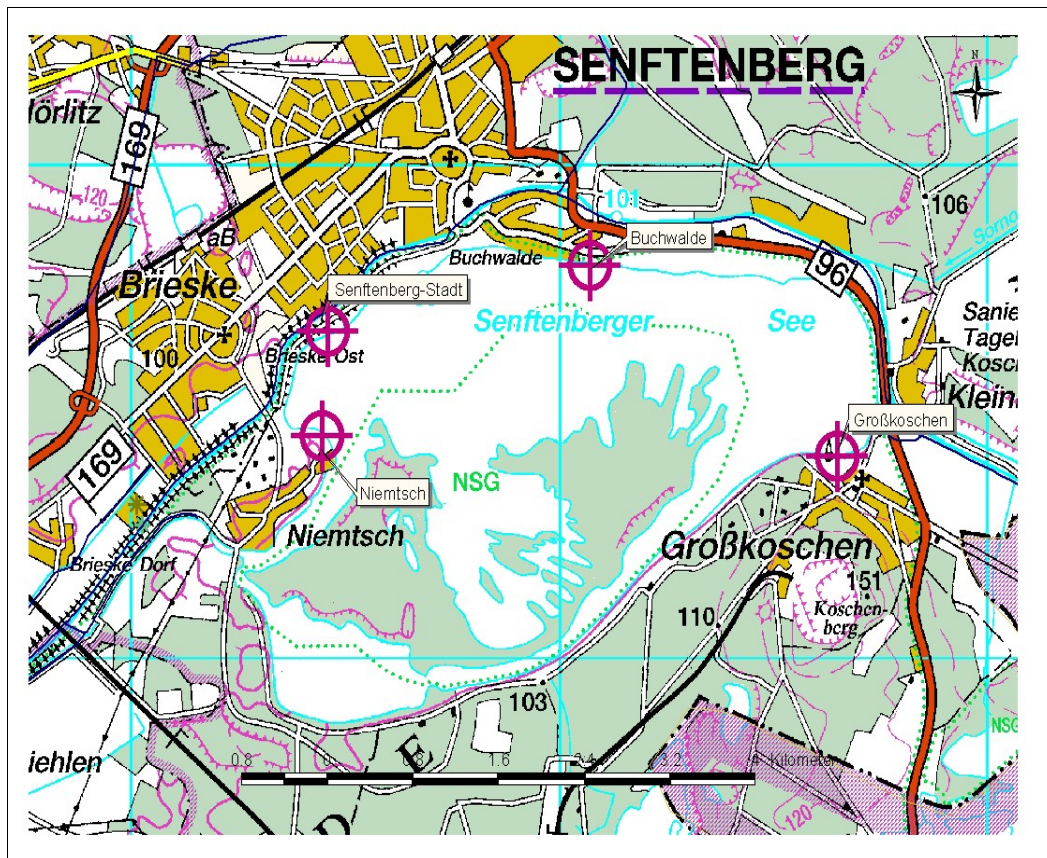 SENFTENBERG
N
169
120
101
106
aB
Buchwalde
Buchwalde
Senftenberg-Stadt
Brieske
96
Senftenberger See
Brieske Ost
100
Großkoschen
169
NSG
Niemtsch
Niemtsch
Großkoschen
Brieske Dorf
151
Koschen-
berg
110
103
NSG
iehlen
E
D
0.8 0 0.8 1.6 2.4 3.2 4 Kilometer
120